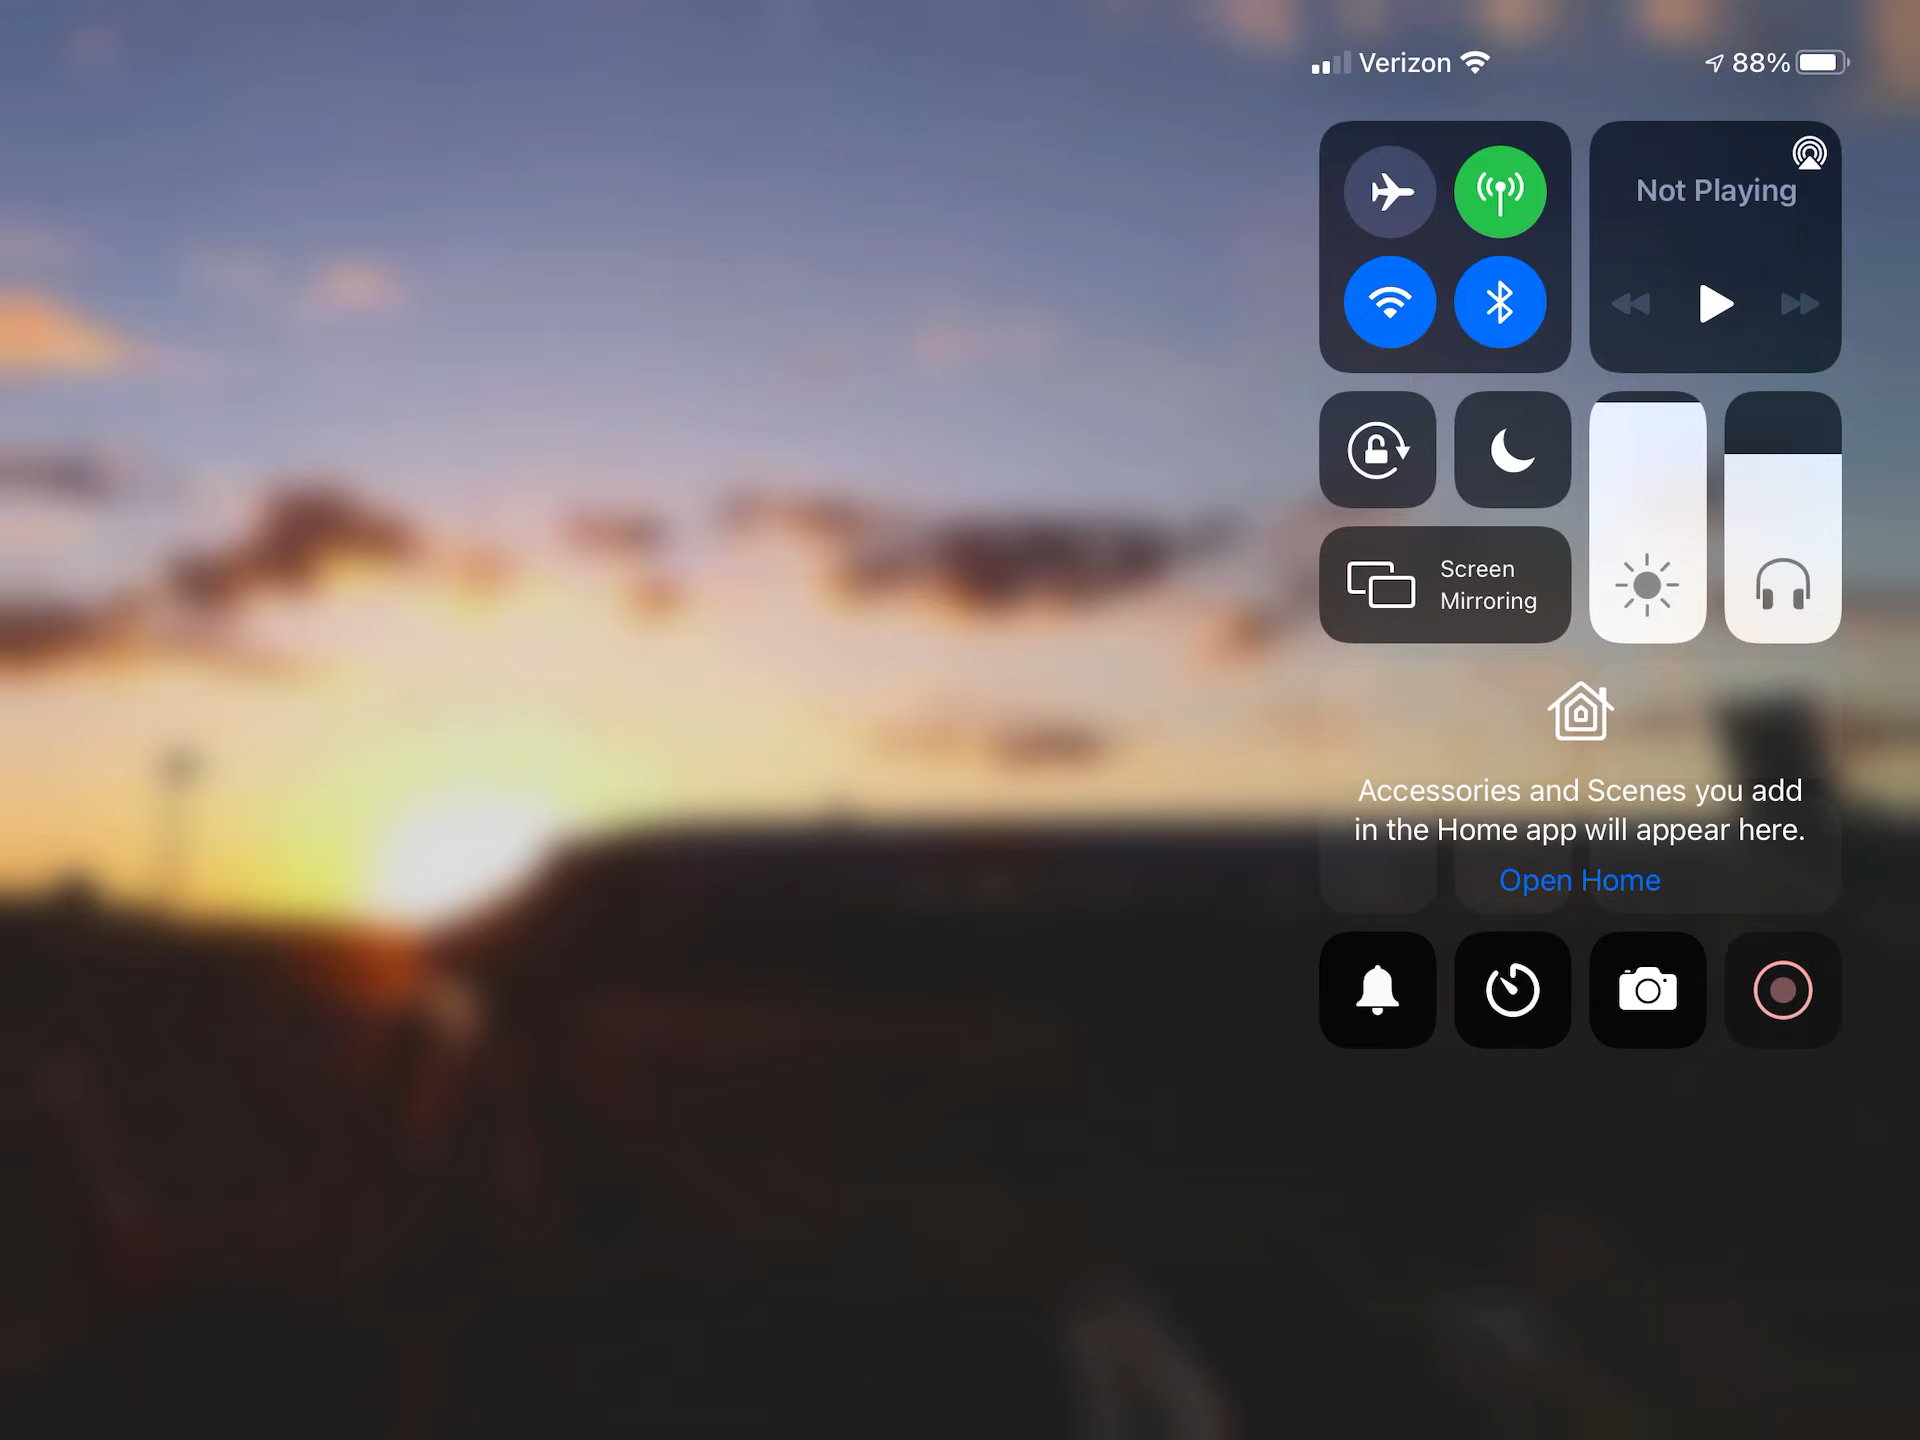 Verizon
88%
Not Playing
Screen
Mirroring
Accessories and Scenes you add
in the Home app will appear here.
Open Home